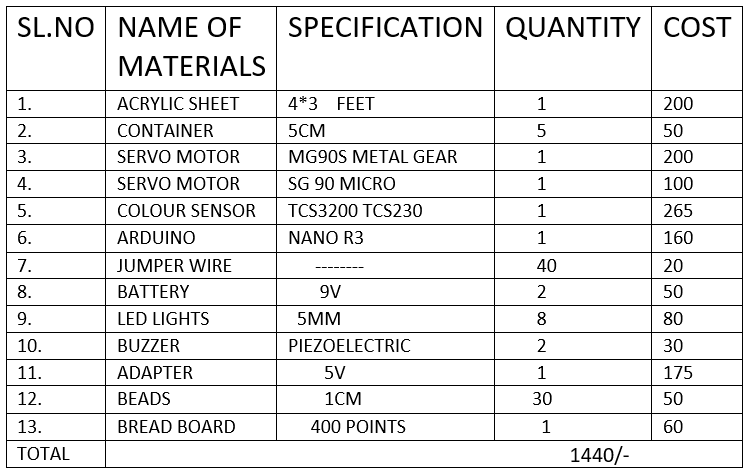 SL.NO NAME OF MATERIALS SPECIFICATION QUANTITY COST
1. ACRYLIC SHEET 4*3 FEET 1 200
2. CONTAINER 5CM 5 50
3. SERVO MOTOR MG90S METAL GEAR 1 200
4. SERVO MOTOR SG 90 MICRO 1 100
5. COLOUR SENSOR TCS3200 TCS230 1 265
6. ARDUINO NANO R3 1 160
7. JUMPER WIRE -------- 40 20
8. BATTERY 9V 2 50
9. LED LIGHTS 5MM 8 80
10. BUZZER PIEZOELECTRIC 2 30
11. ADAPTER 5V 1 175
12. BEADS 1CM 30 50
13. BREAD BOARD 400 POINTS 1 60
TOTAL 1440/-